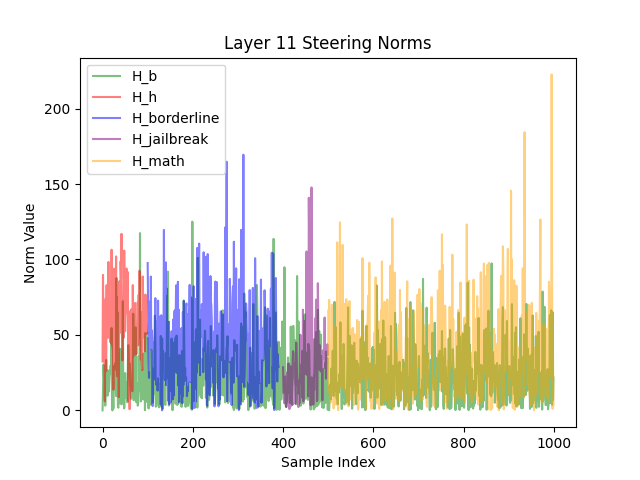 Layer 11 Steering Norms
H_b
H_h
H_borderline
H_jailbreak
H_math
Norm Value
200
150
100
50
0
0 200 400 600 800 1000
Sample Index